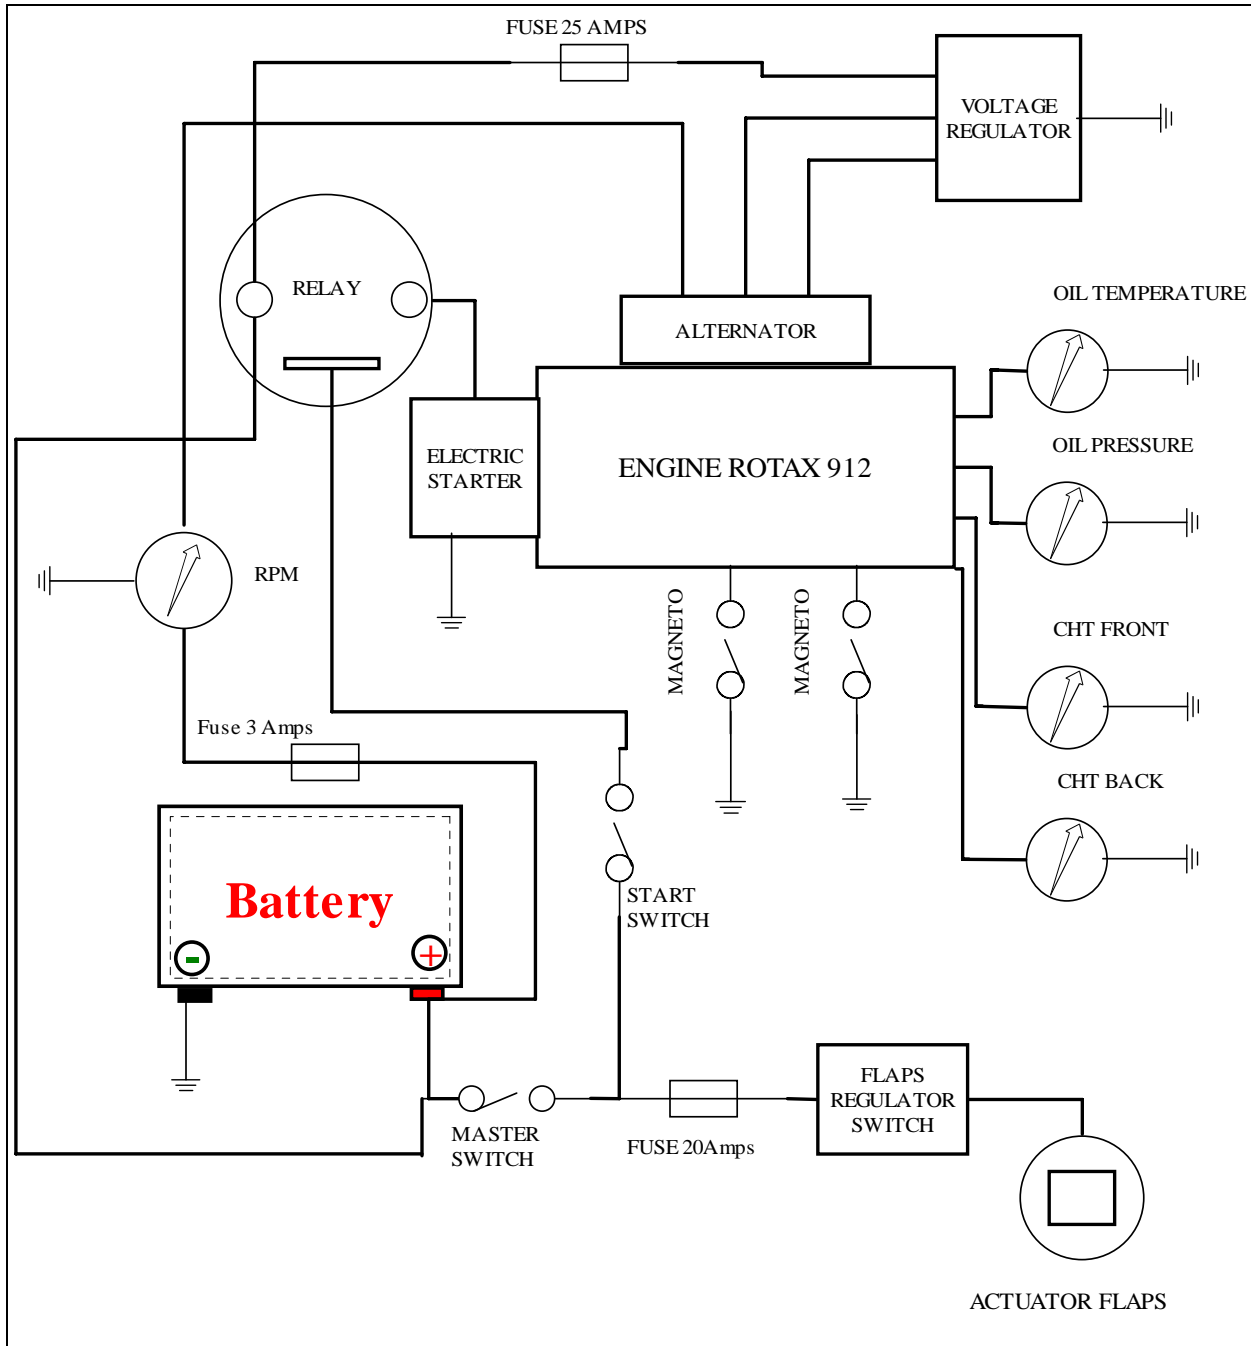 FUSE 25 AMPS
VOLTAGE
REGULATOR
RELAY
OIL TEMPERATURE
ALTERNATOR
OIL PRESSURE
ELECTRIC
STARTER
ENGINE ROTAX 912
RPM
MAGNETO
MAGNETO
CHT FRONT
Fuse 3 Amps
CHT BACK
Battery
START
SWITCH
-
+
FLAPS
REGULATOR
SWITCH
MASTER
SWITCH
FUSE 20Amps
ACTUATOR FLAPS